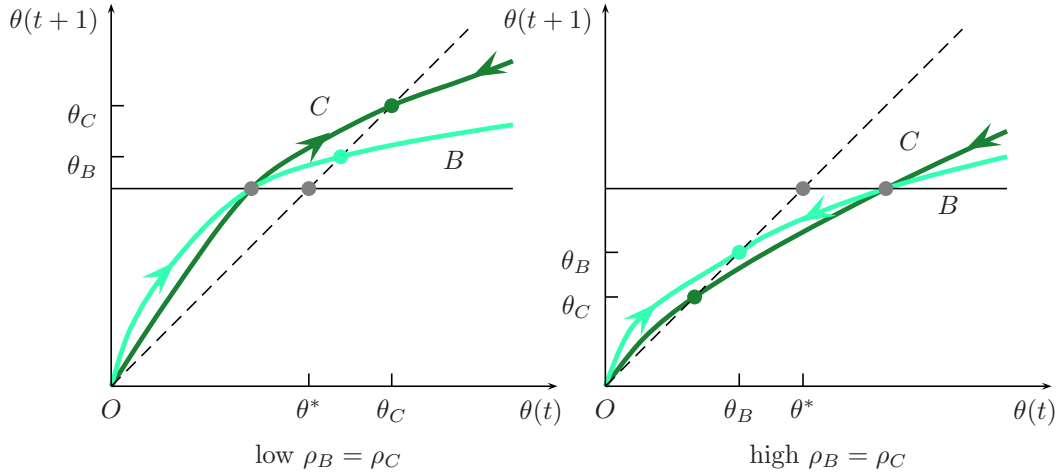 θ(t + 1)
C
θ_C
θ_B
B
O
θ*
θ_C
θ(t)
low ρ_B = ρ_C
θ(t + 1)
C
B
θ_B
θ_C
O
θ_B
θ*
θ(t)
high ρ_B = ρ_C